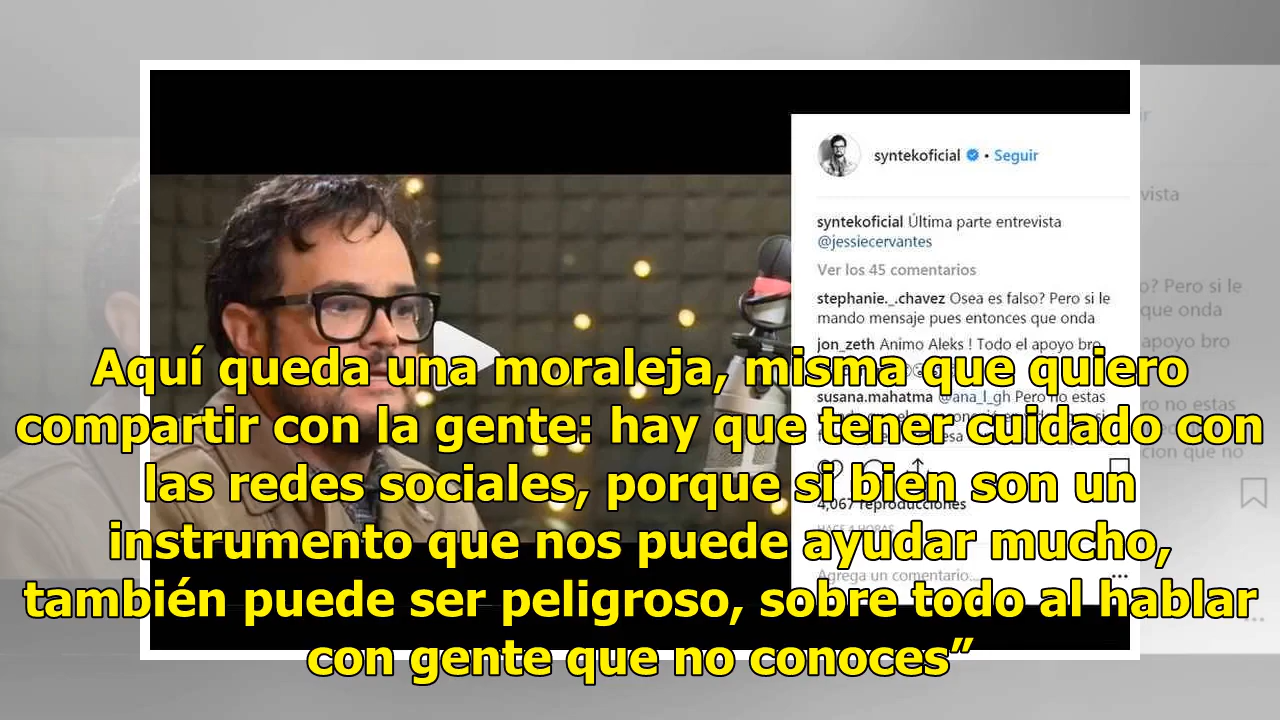 syntekoficial • Seguir
syntekoficial Última parte entrevista
@jessiecervantes
Ver los 45 comentarios
stephanie._.chavez Osea es falso? Pero si le
mando mensaje pues entonces que onda
jon_zeth Animo Aleks ! Todo el apoyo bro
susana.mahatma @ana_l_gh Pero no estas
4,067 reproducciones
HACE 4 HORAS
Agrega un comentario...
Aquí queda una moraleja, misma que quiero
compartir con la gente: hay que tener cuidado con
las redes sociales, porque si bien son un
instrumento que nos puede ayudar mucho,
también puede ser peligroso, sobre todo al hablar
con gente que no conoces”